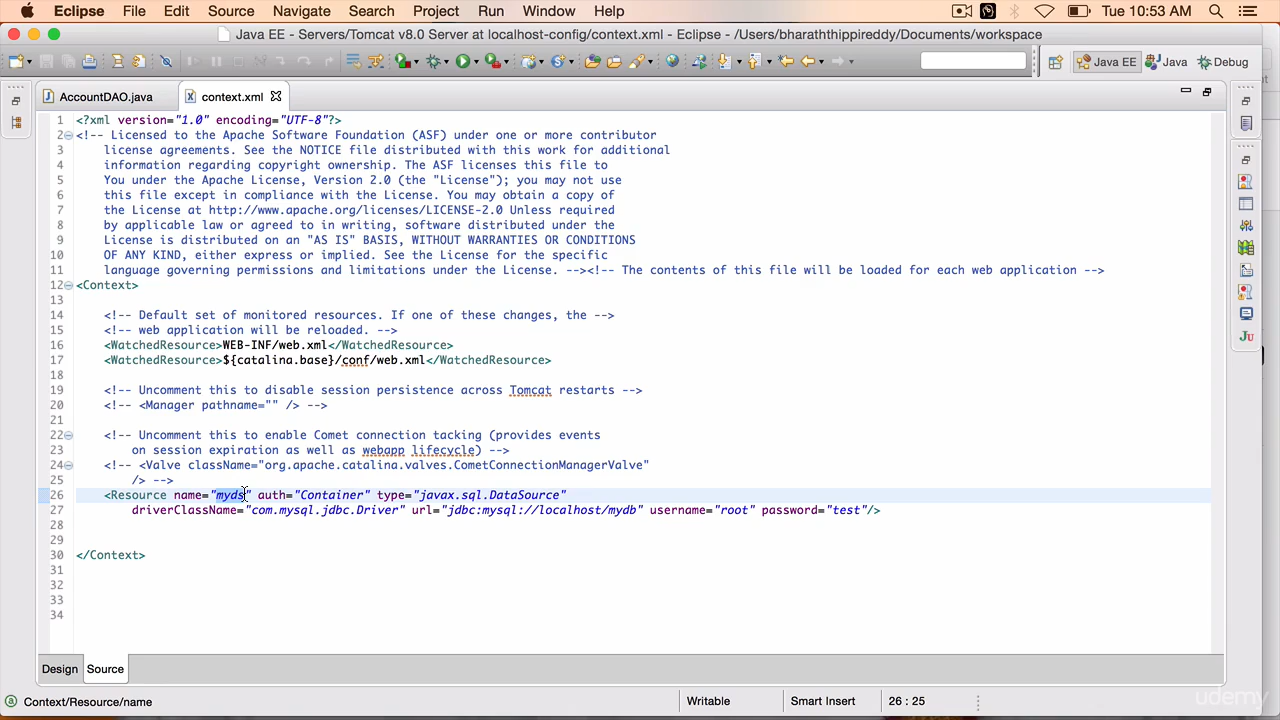 Eclipse File Edit Source Navigate Search Project Run Window Help Tue 10:53 AM
Java EE - Servers/Tomcat v8.0 Server at localhost-config/context.xml - Eclipse - /Users/bharaththippireddy/Documents/workspace
Java EE Java Debug
AccountDAO.java context.xml
1 <?xml version="1.0" encoding="UTF-8"?>
2 <!-- Licensed to the Apache Software Foundation (ASF) under one or more contributor
3 license agreements. See the NOTICE file distributed with this work for additional
4 information regarding copyright ownership. The ASF licenses this file to
5 You under the Apache License, Version 2.0 (the "License"); you may not use
6 this file except in compliance with the License. You may obtain a copy of
7 the License at http://www.apache.org/licenses/LICENSE-2.0 Unless required
8 by applicable law or agreed to in writing, software distributed under the
9 License is distributed on an "AS IS" BASIS, WITHOUT WARRANTIES OR CONDITIONS
10 OF ANY KIND, either express or implied. See the License for the specific
11 language governing permissions and limitations under the License. --><!-- The contents of this file will be loaded for each web application -->
12 <Context>
13
14 <!-- Default set of monitored resources. If one of these changes, the -->
15 <!-- web application will be reloaded. -->
16 <WatchedResource>WEB-INF/web.xml</WatchedResource>
17 <WatchedResource>${catalina.base}/conf/web.xml</WatchedResource>
18
19 <!-- Uncomment this to disable session persistence across Tomcat restarts -->
20 <!-- <Manager pathname="" /> -->
21
22 <!-- Uncomment this to enable Comet connection tacking (provides events
23 on session expiration as well as webapp lifecycle) -->
24 <!-- <Valve className="org.apache.catalina.valves.CometConnectionManagerValve"
25 /> -->
26 <Resource name="myds" auth="Container" type="javax.sql.DataSource"
27 driverClassName="com.mysql.jdbc.Driver" url="jdbc:mysql://localhost/mydb" username="root" password="test"/>
28
29
30 </Context>
31
32
33
34
Design Source
Context/Resource/name Writable Smart Insert 26 : 25
udemy